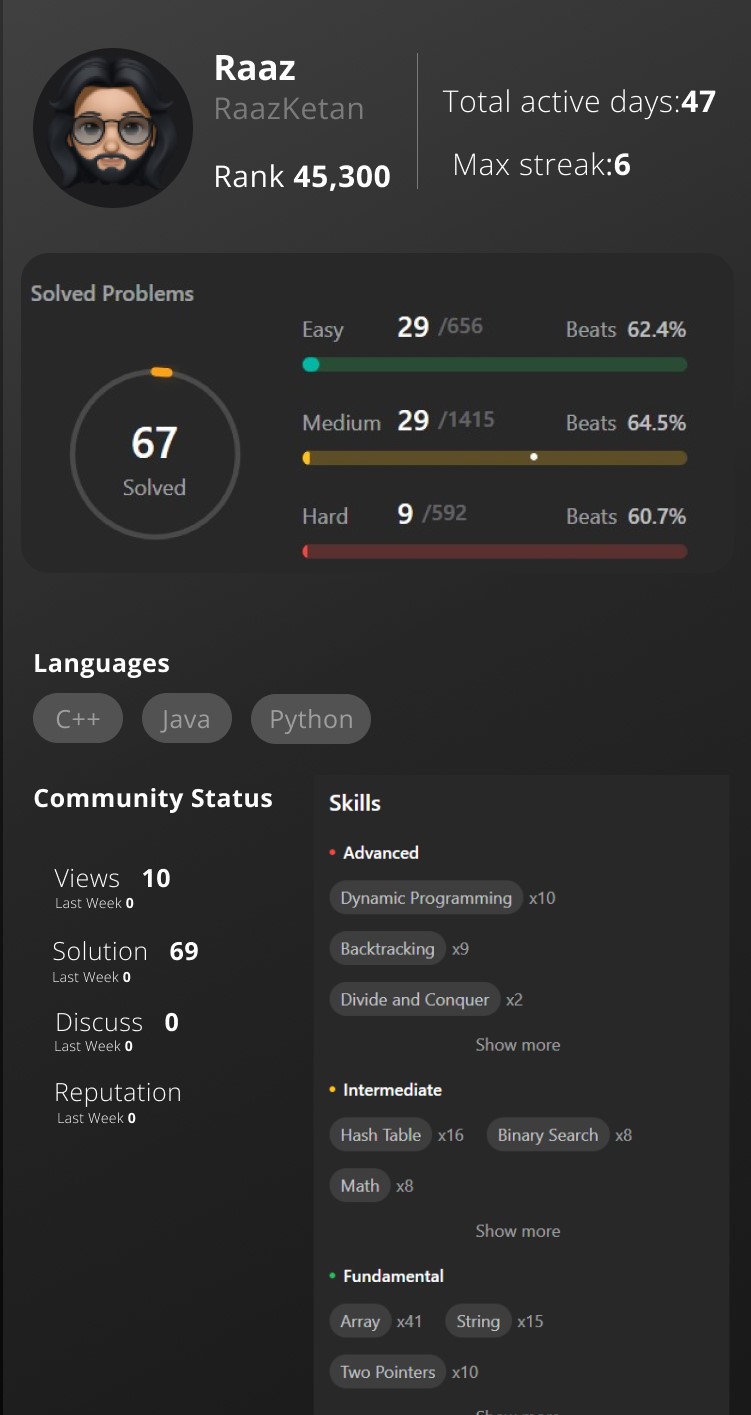 Raaz
RaazKetan
Rank 45,300
Total active days:47
Max streak:6
Solved Problems
67
Solved
Easy 29 /656 Beats 62.4%
Medium 29 /1415 Beats 64.5%
Hard 9 /592 Beats 60.7%
Languages
C++ Java Python
Community Status
Views 10
Last Week 0
Solution 69
Last Week 0
Discuss 0
Last Week 0
Reputation
Last Week 0
Skills
Advanced
Dynamic Programming x10
Backtracking x9
Divide and Conquer x2
Show more
Intermediate
Hash Table x16 Binary Search x8
Math x8
Show more
Fundamental
Array x41 String x15
Two Pointers x10
Show more